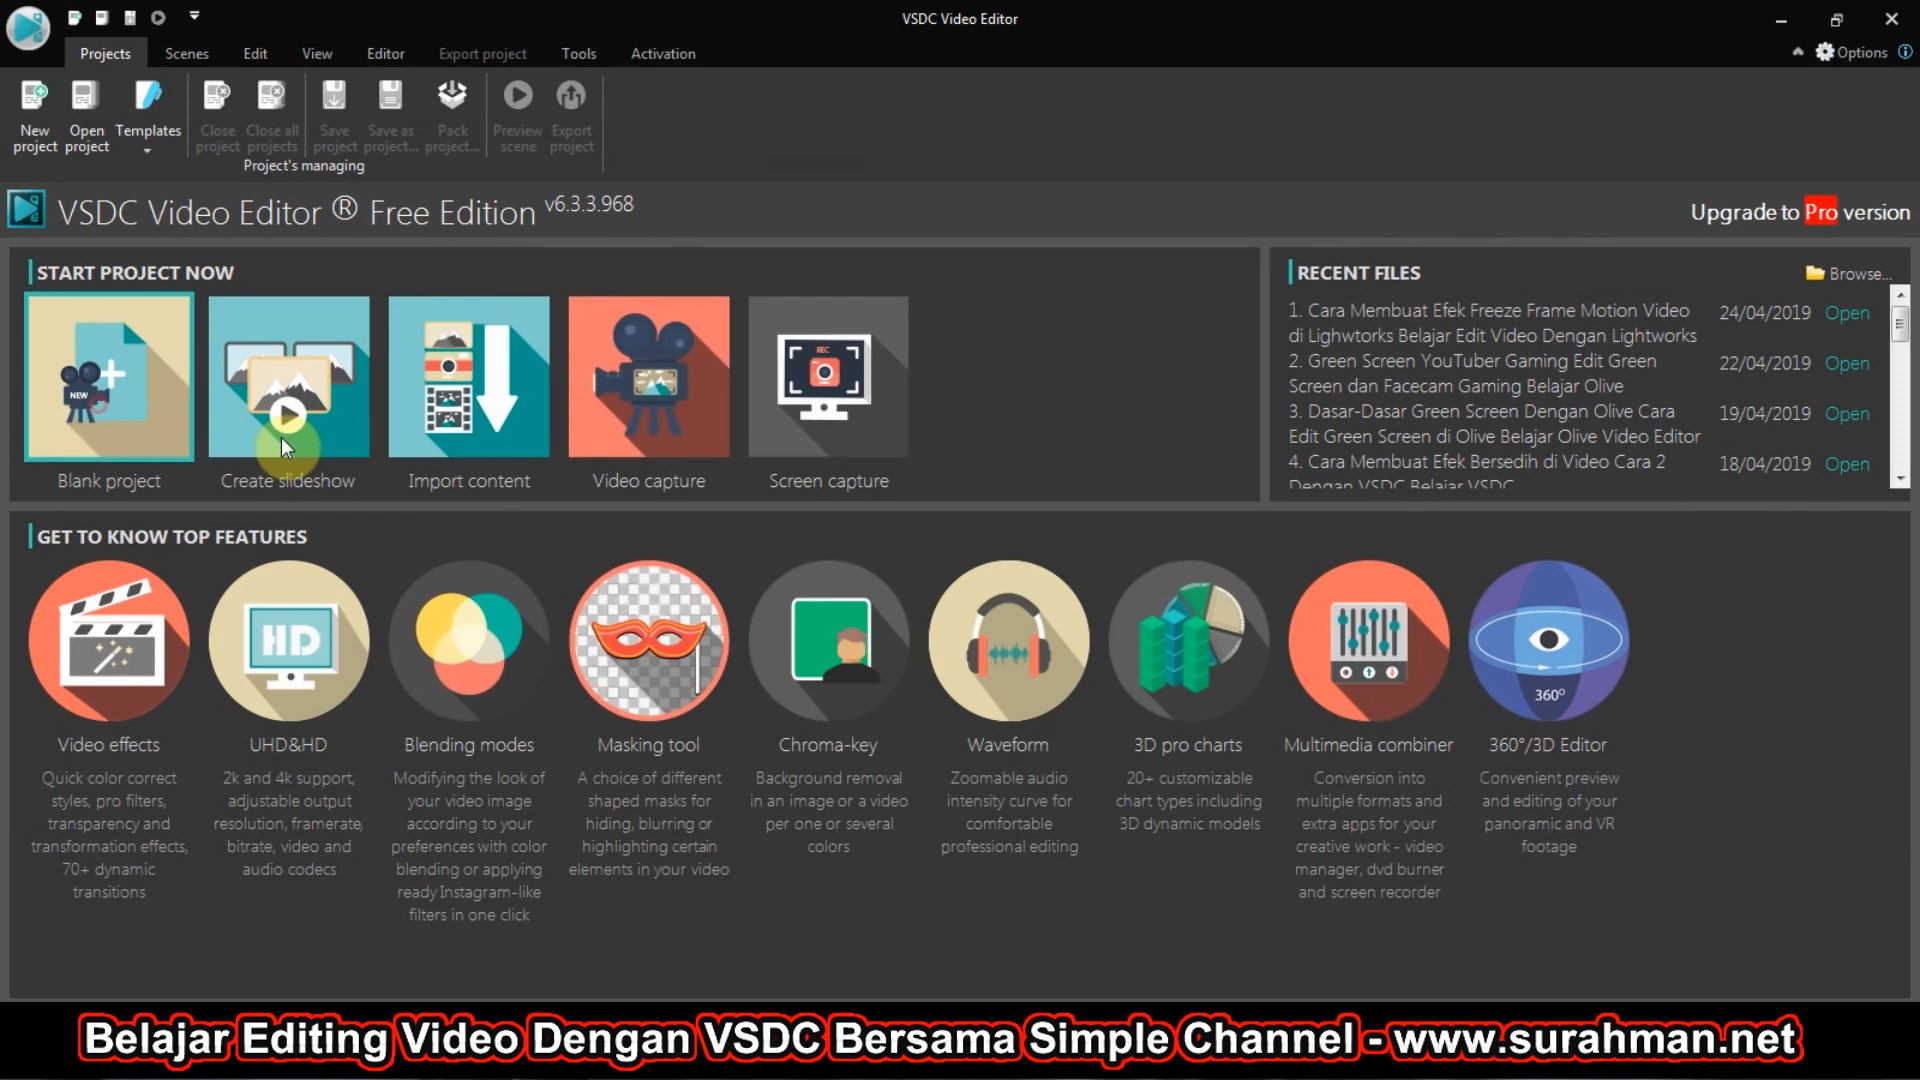 VSDC Video Editor
Projects
Scenes
Edit
View
Editor
Export project
Tools
Activation
Options
New project
Open project
Templates
Close project
Close all projects
Save project
Save as project...
Pack project...
Preview scene
Export project
Project's managing
VSDC Video Editor ® Free Edition v6.3.3.968
Upgrade to Pro version
START PROJECT NOW
NEW
REC
Blank project
Create slideshow
Import content
Video capture
Screen capture
RECENT FILES
Browse...
1. Cara Membuat Efek Freeze Frame Motion Video
di Lighwtorks Belajar Edit Video Dengan Lightworks
24/04/2019 Open
2. Green Screen YouTuber Gaming Edit Green
Screen dan Facecam Gaming Belajar Olive
22/04/2019 Open
3. Dasar-Dasar Green Screen Dengan Olive Cara
Edit Green Screen di Olive Belajar Olive Video Editor
19/04/2019 Open
4. Cara Membuat Efek Bersedih di Video Cara 2
Dengan VSDC Belajar VSDC
18/04/2019 Open
GET TO KNOW TOP FEATURES
HD
360°
Video effects
Quick color correct
styles, pro filters,
transparency and
transformation effects,
70+ dynamic
transitions
UHD&HD
2k and 4k support,
adjustable output
resolution, framerate,
bitrate, video and
audio codecs
Blending modes
Modifying the look of
your video image
according to your
preferences with color
blending or applying
ready Instagram-like
filters in one click
Masking tool
A choice of different
shaped masks for
hiding, blurring or
highlighting certain
elements in your video
Chroma-key
Background removal
in an image or a video
per one or several
colors
Waveform
Zoomable audio
intensity curve for
comfortable
professional editing
3D pro charts
20+ customizable
chart types including
3D dynamic models
Multimedia combiner
Conversion into
multiple formats and
extra apps for your
creative work - video
manager, dvd burner
and screen recorder
360°/3D Editor
Convenient preview
and editing of your
panoramic and VR
footage
Belajar Editing Video Dengan VSDC Bersama Simple Channel - www.surahman.net